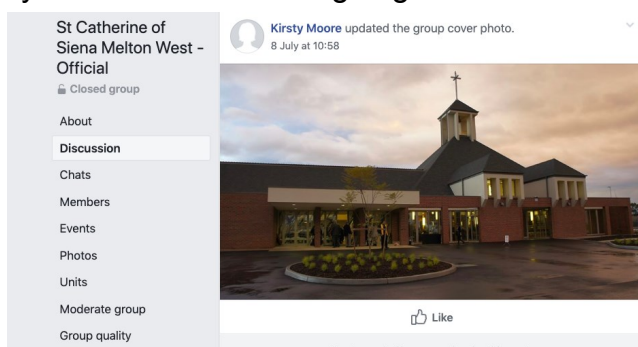 St Catherine of
Siena Melton West -
Official
Closed group
About
Discussion
Chats
Members
Events
Photos
Units
Moderate group
Group quality
Kirsty Moore updated the group cover photo.
8 July at 10:58
Like